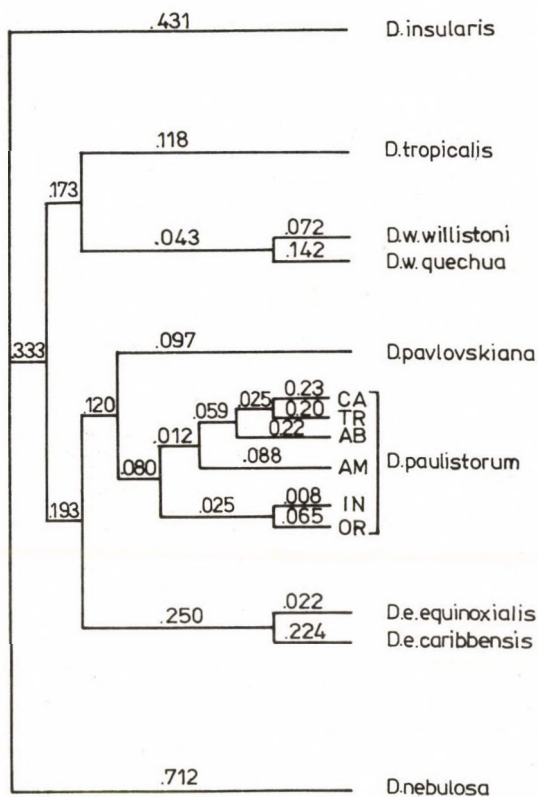 .431 D.insularis
.118 D.tropicalis
.173
.072 D.w.willistoni
.043
.142 D.w.quechua
.333 .097 D.pavlovskiana
.120
.025 0.23 CA
.059 0.20 TR
0.22 AB
.012
.088 AM D.paulistorum
.080
.025 .008 IN
.065 OR
.193
.022 D.e.equinoxialis
.250
.224 D.e.caribbensis
.712 D.nebulosa